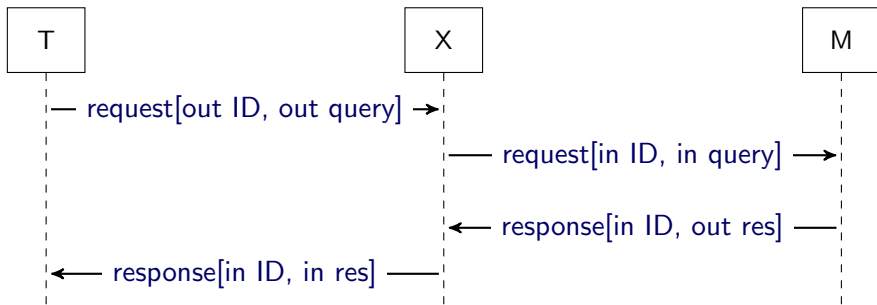 T
X
M
request[out ID, out query]
request[in ID, in query]
response[in ID, out res]
response[in ID, in res]